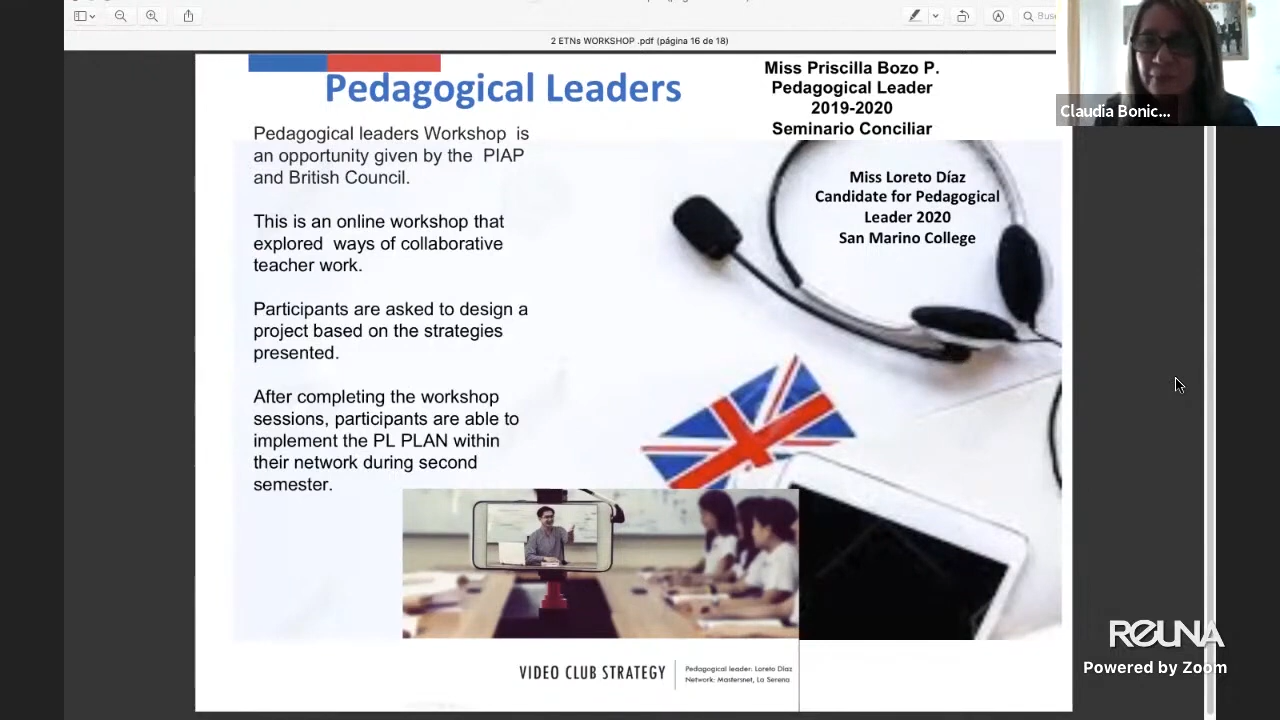 2 ETNs WORKSHOP .pdf (página 16 de 18)
Busc
Claudia Bonic...
Pedagogical Leaders
Miss Priscilla Bozo P.
Pedagogical Leader
2019-2020
Seminario Conciliar
Miss Loreto Díaz
Candidate for Pedagogical
Leader 2020
San Marino College
Pedagogical leaders Workshop is
an opportunity given by the PIAP
and British Council.
This is an online workshop that
explored ways of collaborative
teacher work.
Participants are asked to design a
project based on the strategies
presented.
After completing the workshop
sessions, participants are able to
implement the PL PLAN within
their network during second
semester.
VIDEO CLUB STRATEGY
Pedagogical leader: Loreto Díaz
Network: Mastersnet, La Serena
REUNA
Powered by Zoom